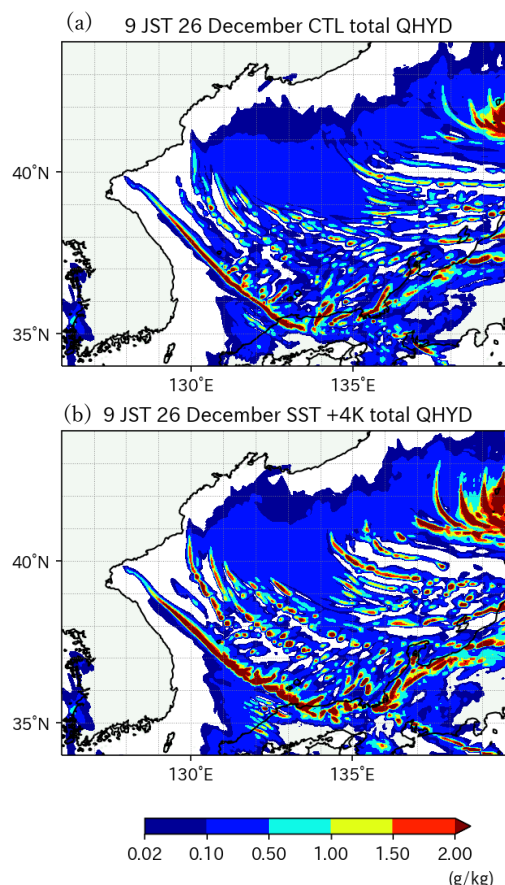 (a) 9 JST 26 December CTL total QHYD
40°N
35°N
130°E 135°E
(b) 9 JST 26 December SST +4K total QHYD
40°N
35°N
130°E 135°E
0.02 0.10 0.50 1.00 1.50 2.00
(g/kg)